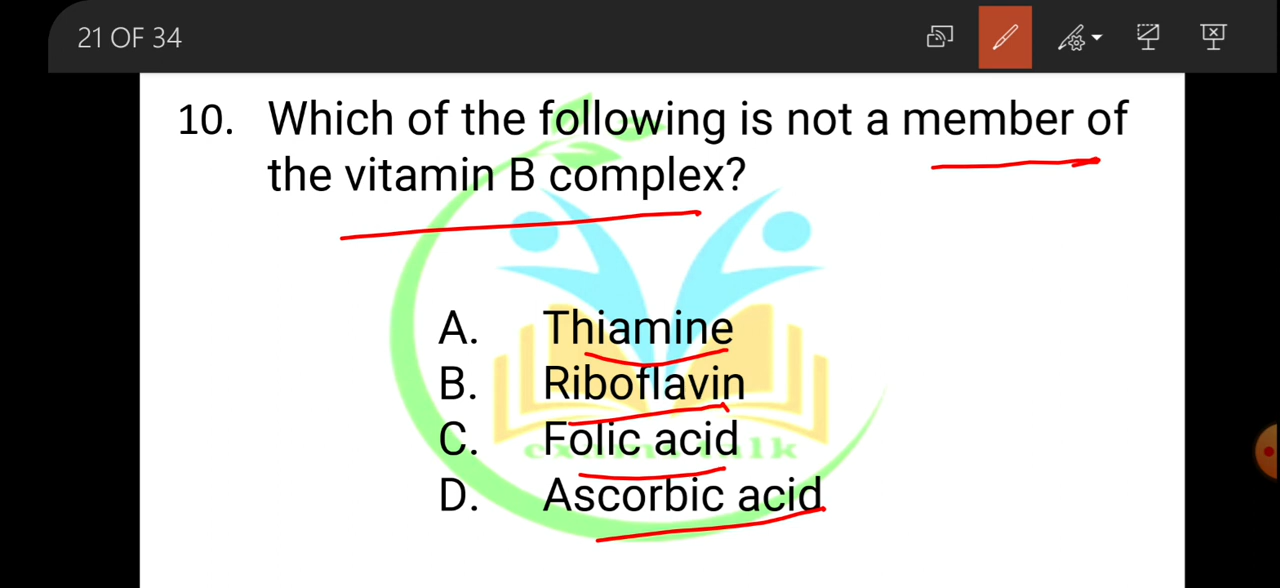 21 OF 34
10. Which of the following is not a member of
the vitamin B complex?
A. Thiamine
B. Riboflavin
C. Folic acid
D. Ascorbic acid